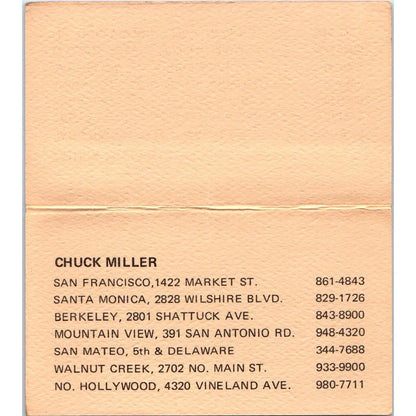 CHUCK MILLER
SAN FRANCISCO,1422 MARKET ST. 861-4843
SANTA MONICA, 2828 WILSHIRE BLVD. 829-1726
BERKELEY, 2801 SHATTUCK AVE. 843-8900
MOUNTAIN VIEW, 391 SAN ANTONIO RD. 948-4320
SAN MATEO, 5th & DELAWARE 344-7688
WALNUT CREEK, 2702 NO. MAIN ST. 933-9900
NO. HOLLYWOOD, 4320 VINELAND AVE. 980-7711